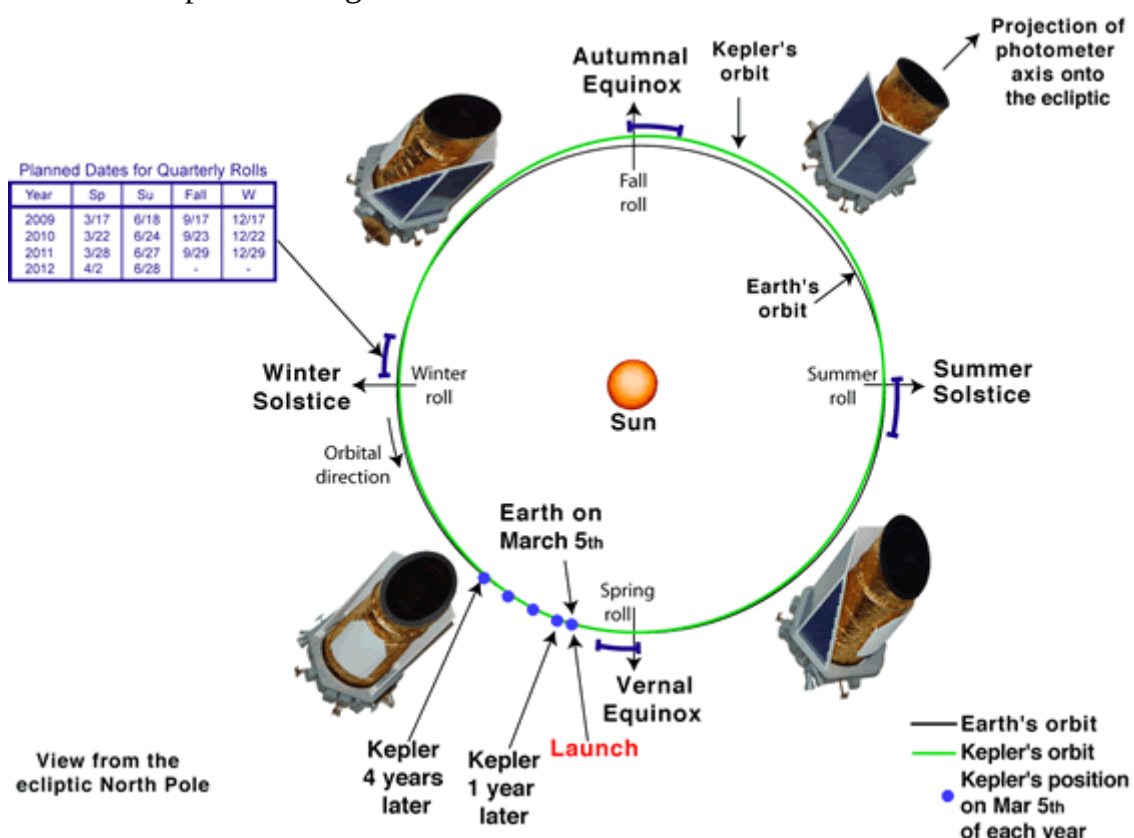 Projection of
photometer
axis onto
the ecliptic
Kepler's
orbit
Autumnal
Equinox
Planned Dates for Quarterly Rolls
Year Sp Su Fall W
2009 3/17 6/18 9/17 12/17
2010 3/22 6/24 9/23 12/22
2011 3/28 6/27 9/29 12/29
2012 4/2 6/28 - -
Fall
roll
Earth's
orbit
Winter
Solstice
Winter
roll
Sun
Summer
roll
Summer
Solstice
Orbital
direction
Earth on
March 5th
Spring
roll
Vernal
Equinox
Launch
Kepler
4 years
later
Kepler
1 year
later
View from the
ecliptic North Pole
Earth's orbit
Kepler's orbit
Kepler's position
on Mar 5th
of each year